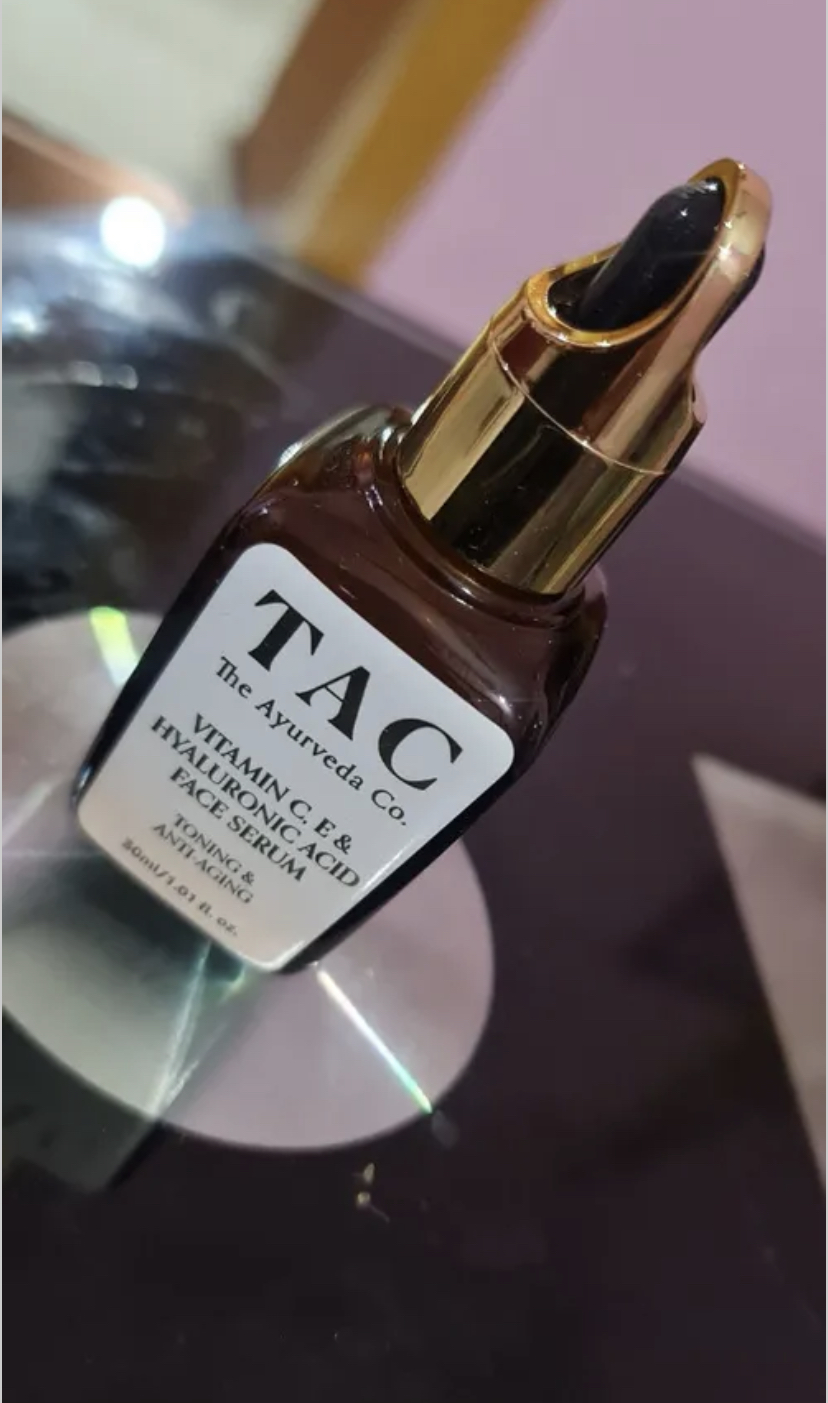 TAC
The Ayurveda Co.
VITAMIN C, E &
HYALURONIC ACID
FACE SERUM
TONING &
ANTI-AGING
30ml/1.01 fl. oz.